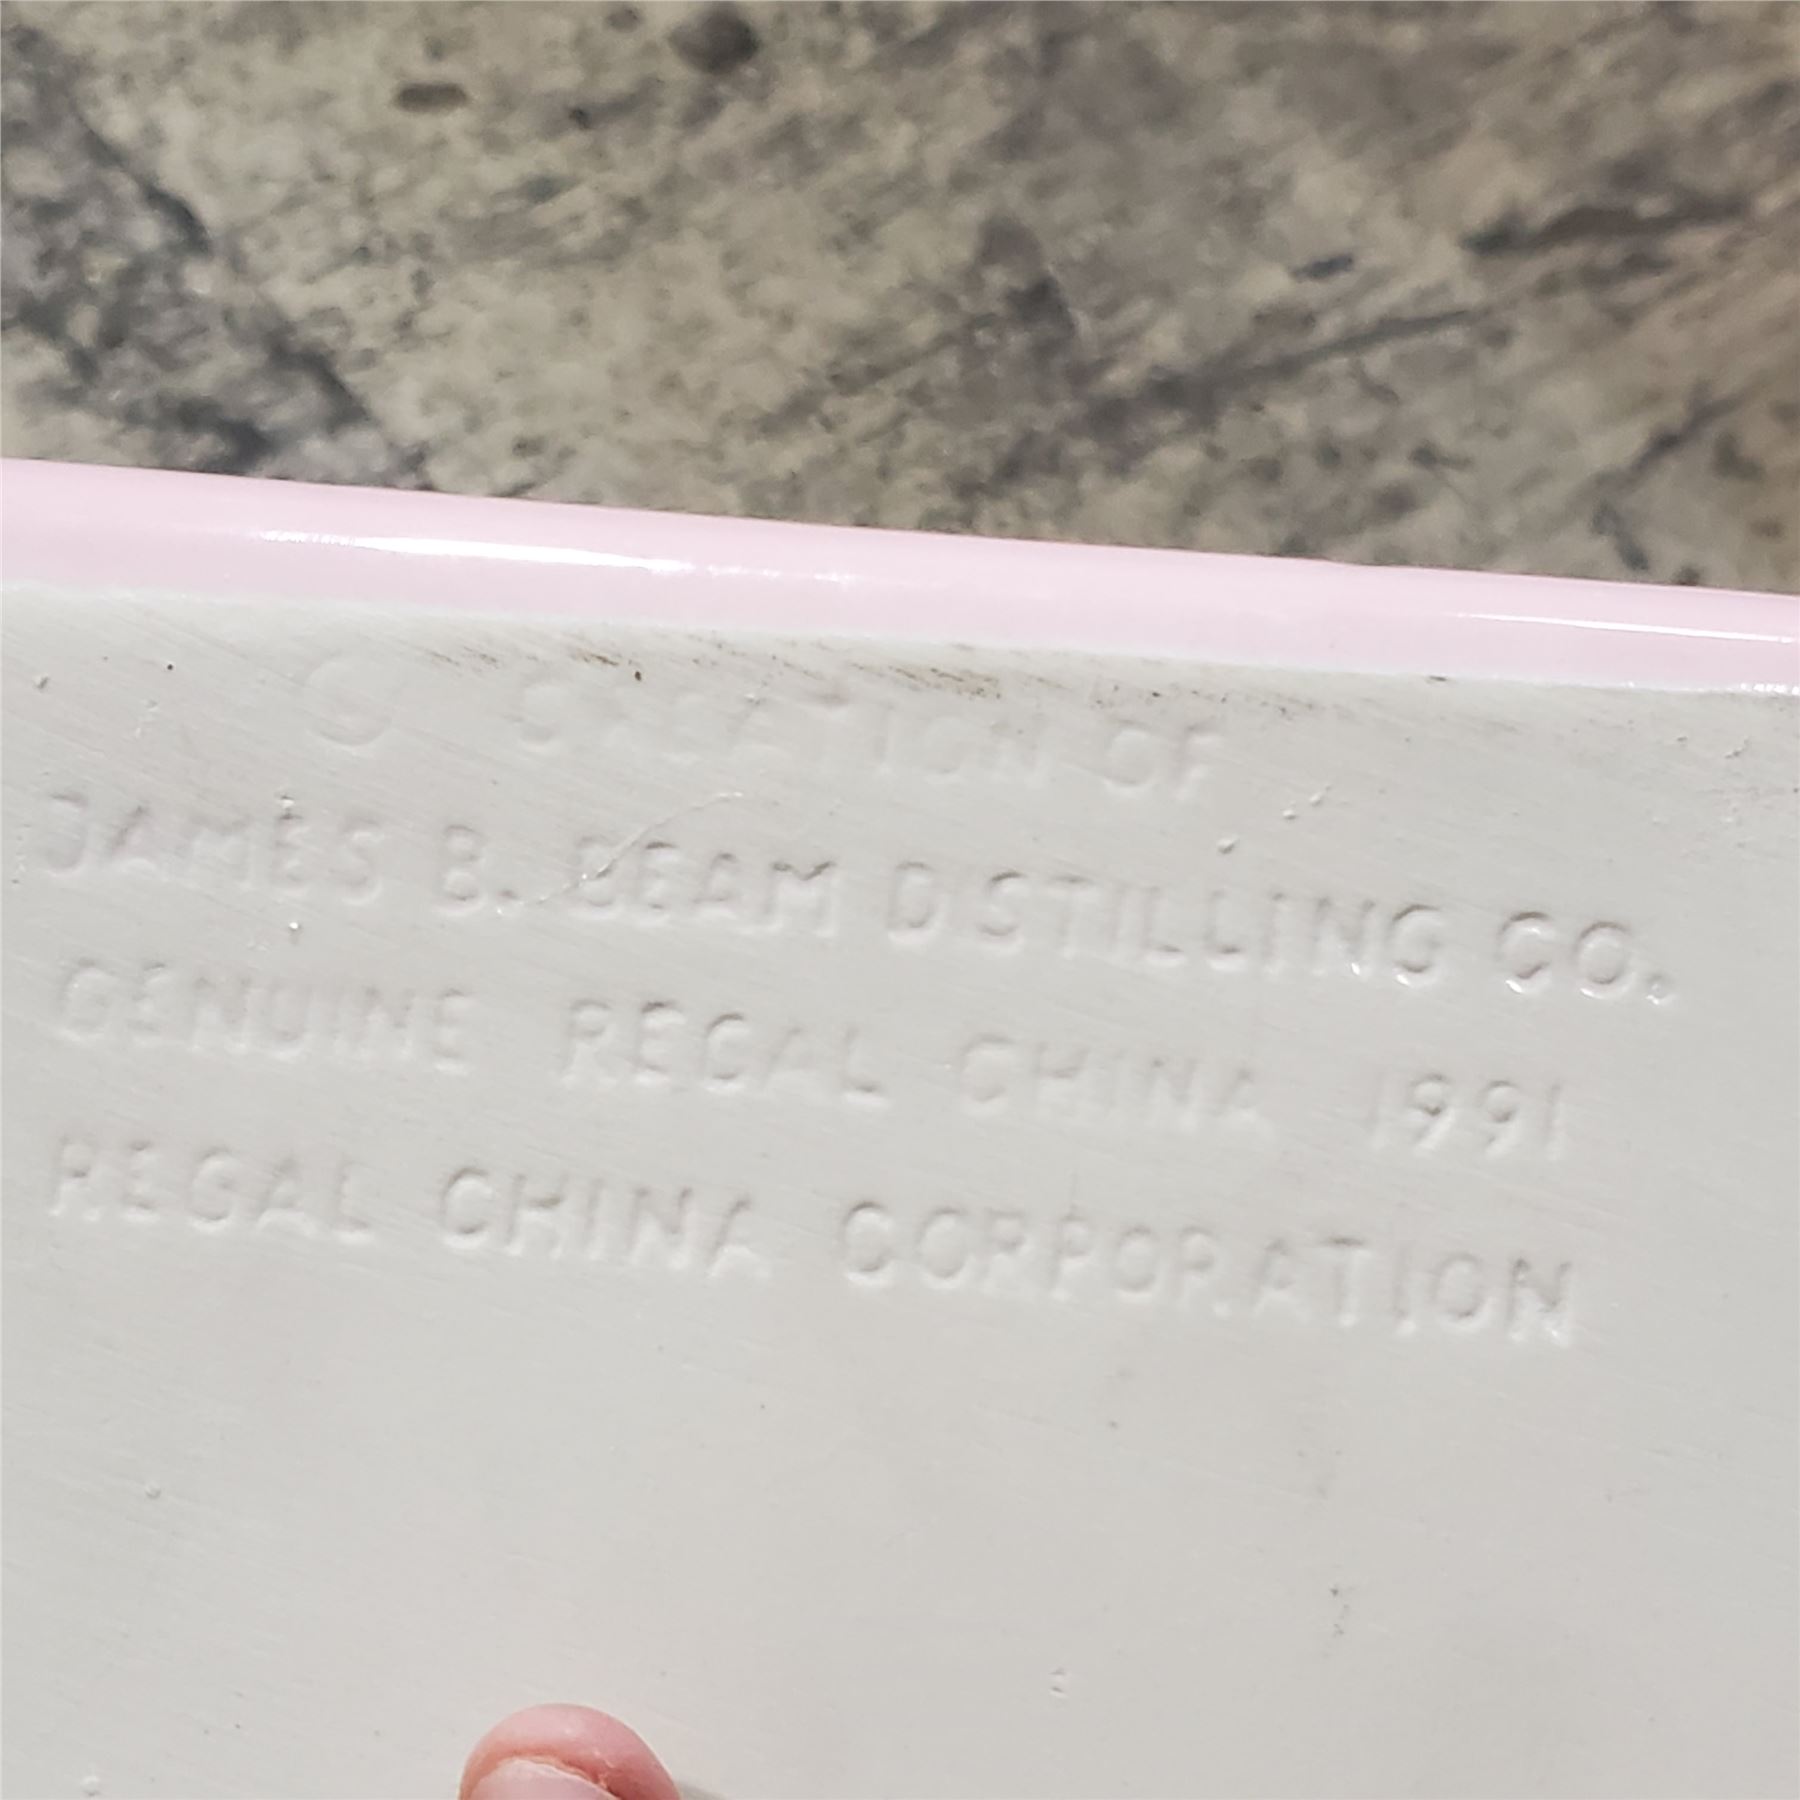 © CREATION OF
JAMES B. BEAM DISTILLING CO.
GENUINE REGAL CHINA 1991
REGAL CHINA CORPORATION